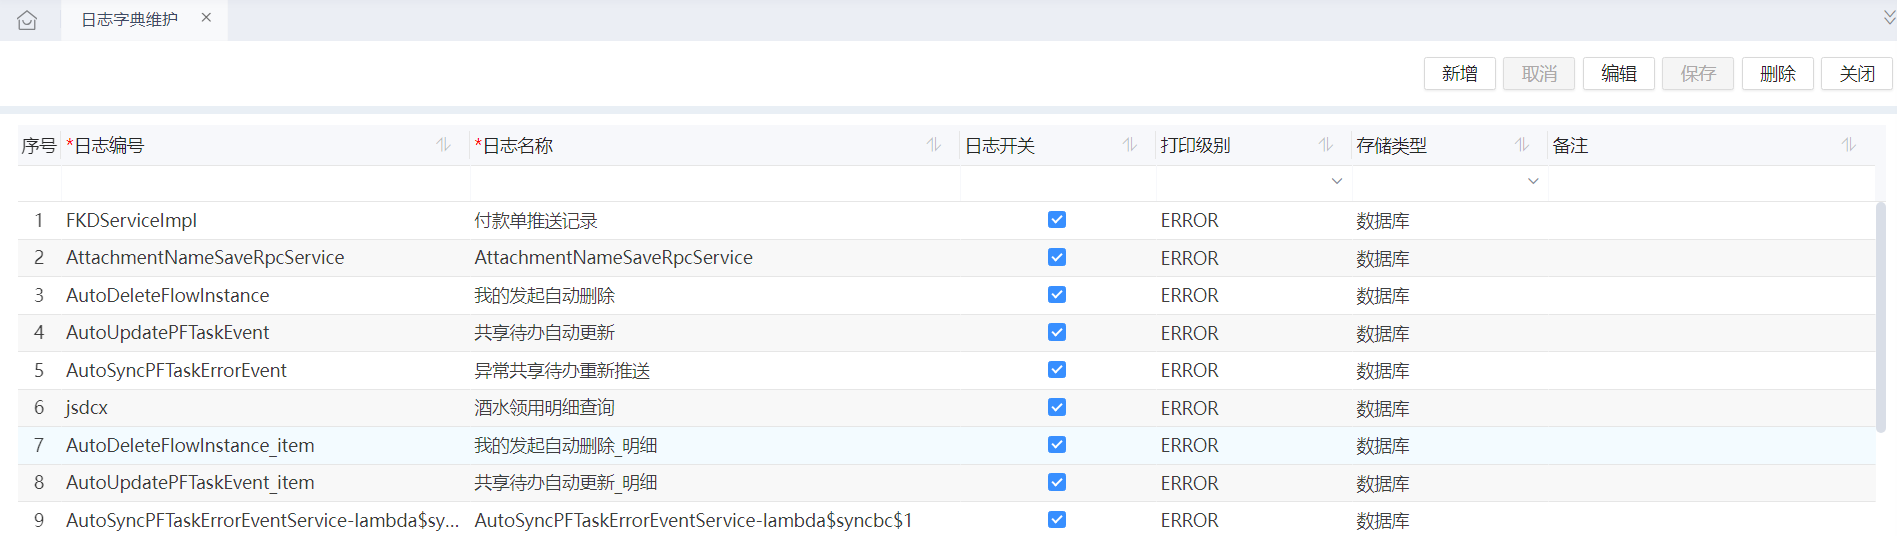 日志字典维护
新增 取消 编辑 保存 删除 关闭
序号 *日志编号 *日志名称 日志开关 打印级别 存储类型 备注
1 FKDServiceImpl 付款单推送记录 ERROR 数据库
2 AttachmentNameSaveRpcService AttachmentNameSaveRpcService ERROR 数据库
3 AutoDeleteFlowInstance 我的发起自动删除 ERROR 数据库
4 AutoUpdatePFTaskEvent 共享待办自动更新 ERROR 数据库
5 AutoSyncPFTaskErrorEvent 异常共享待办重新推送 ERROR 数据库
6 jsdcx 酒水领用明细查询 ERROR 数据库
7 AutoDeleteFlowInstance_item 我的发起自动删除_明细 ERROR 数据库
8 AutoUpdatePFTaskEvent_item 共享待办自动更新_明细 ERROR 数据库
9 AutoSyncPFTaskErrorEventService-lambda$sy... AutoSyncPFTaskErrorEventService-lambda$syncbc$1 ERROR 数据库